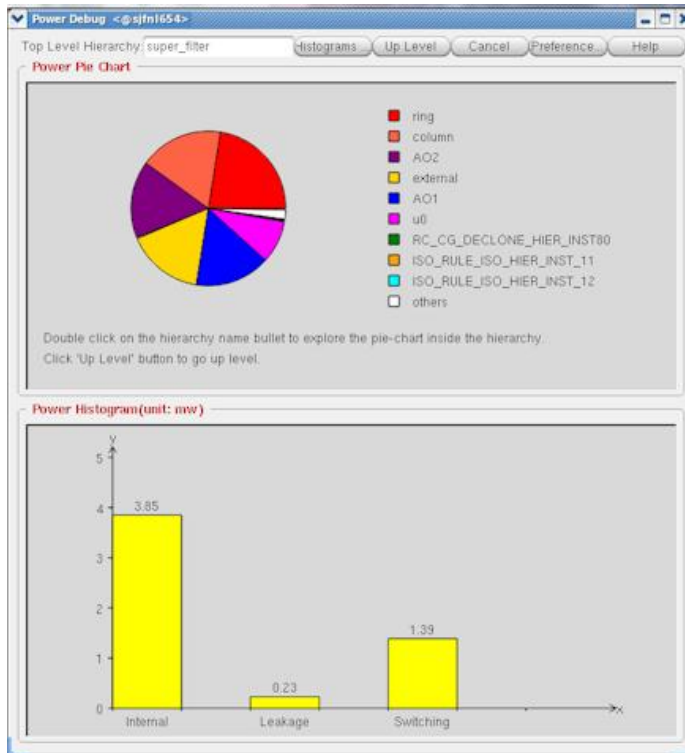 Power Debug <@sjfnl654>
Top Level Hierarchy: super_filter Histograms... Up Level Cancel Preference... Help
Power Pie Chart
ring
column
AO2
external
AO1
u0
RC_CG_DECLONE_HIER_INST80
ISO_RULE_ISO_HIER_INST_11
ISO_RULE_ISO_HIER_INST_12
others
Double click on the hierarchy name bullet to explore the pie-chart inside the hierarchy.
Click 'Up Level' button to go up level.
Power Histogram(unit: mw)
y
5
4
3.85
3
2
1.39
1
0.23
0
x
Internal Leakage Switching